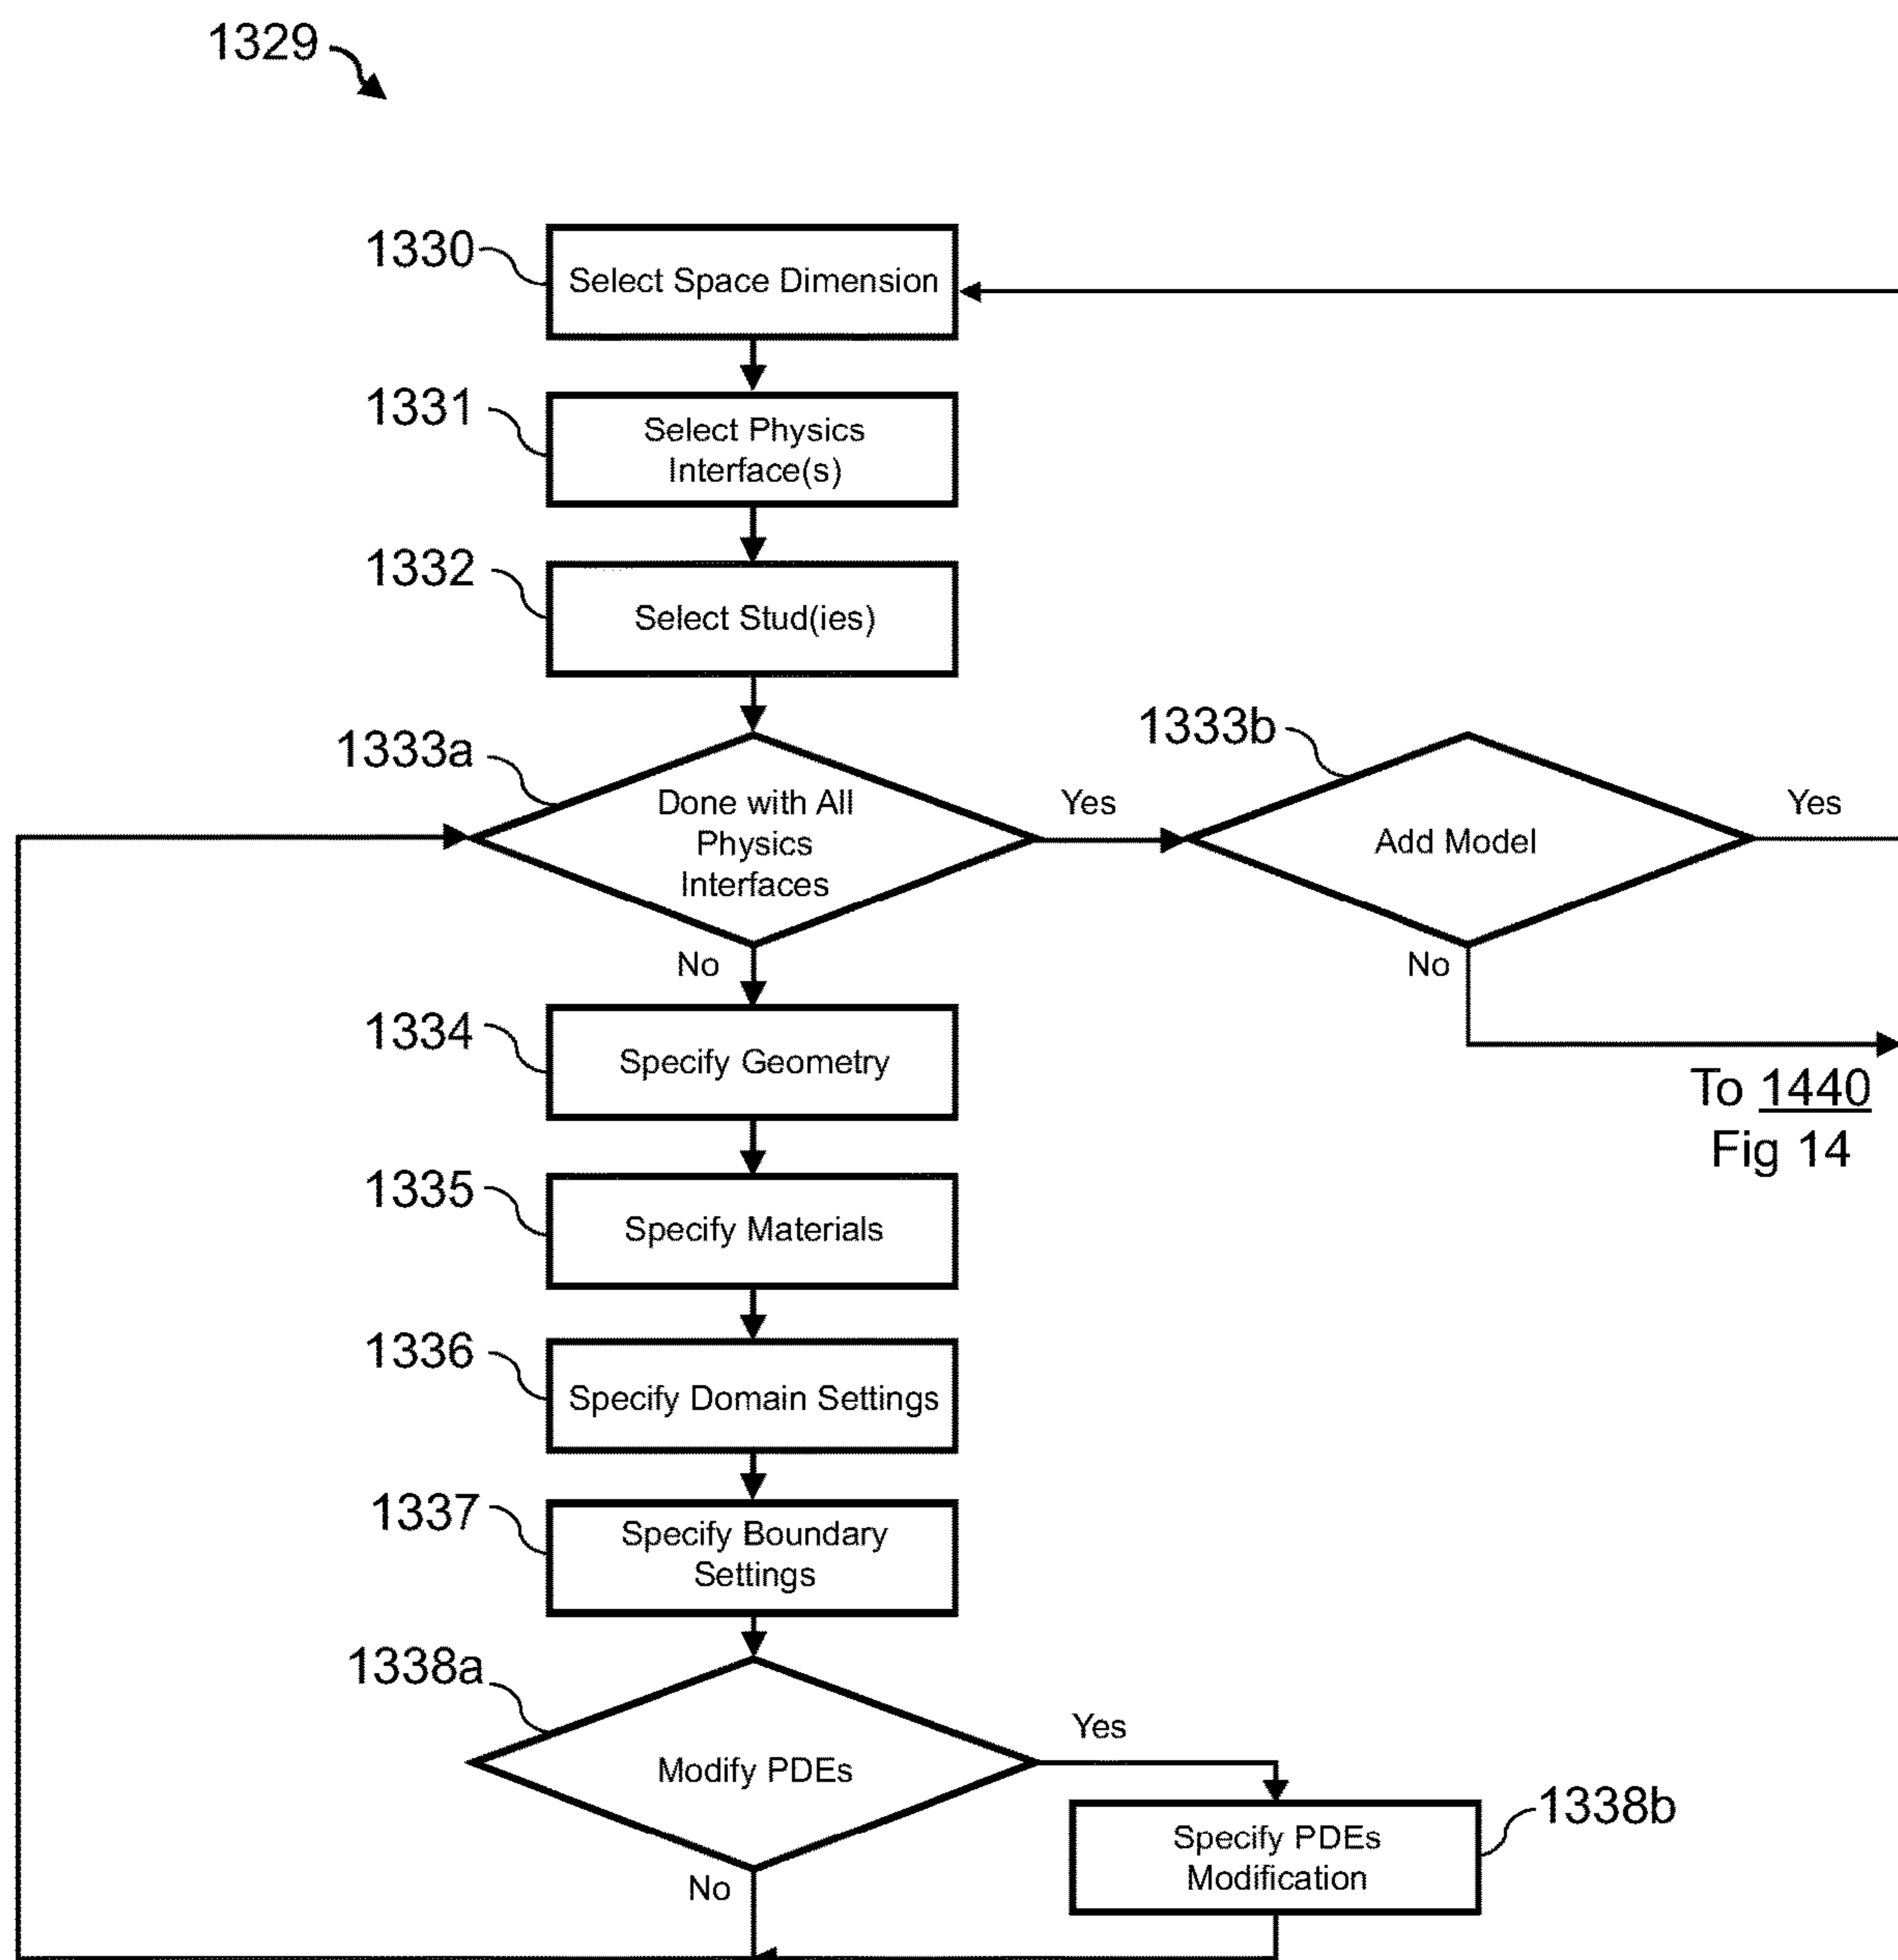 1329
1330
Select Space Dimension
1331
Select Physics
Interface(s)
1332
Select Stud(ies)
1333a
Done with All
Physics
Interfaces
Yes
1333b
Add Model
Yes
No
No
To 1440
Fig 14
1334
Specify Geometry
1335
Specify Materials
1336
Specify Domain Settings
1337
Specify Boundary
Settings
1338a
Modify PDEs
Yes
1338b
Specify PDEs
Modification
No